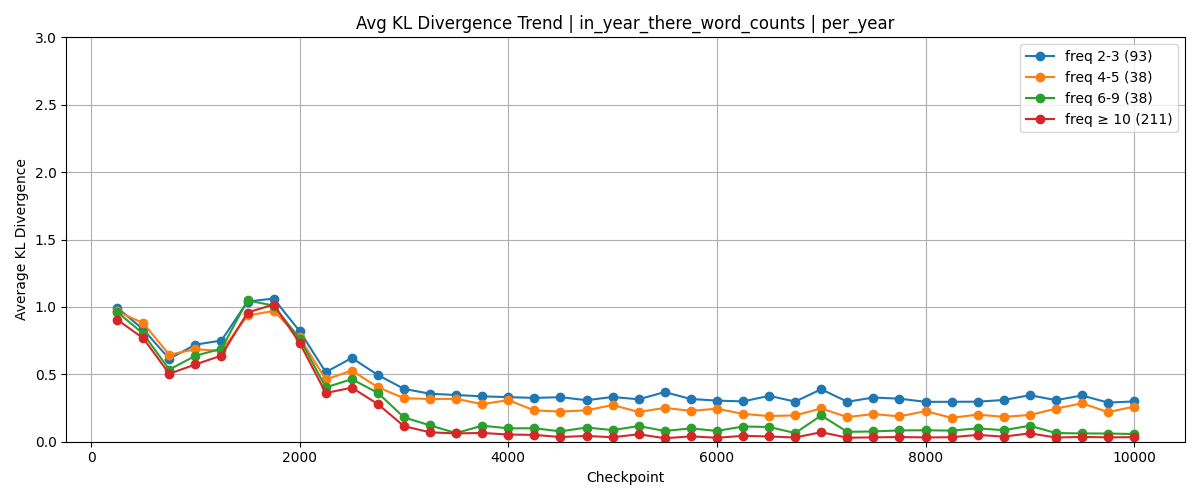 Avg KL Divergence Trend | in_year_there_word_counts | per_year
3.0
2.5
2.0
1.5
1.0
0.5
0.0
Average KL Divergence
freq 2-3 (93)
freq 4-5 (38)
freq 6-9 (38)
freq ≥ 10 (211)
0
2000
4000
6000
8000
10000
Checkpoint